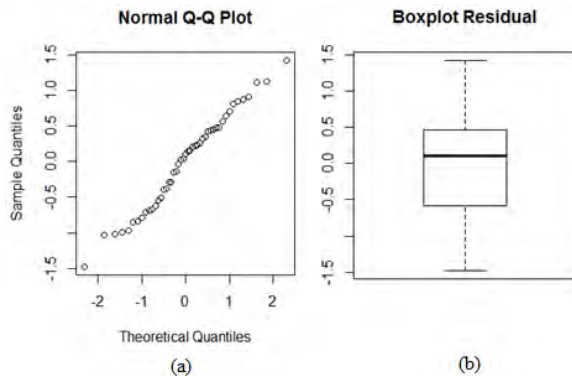 Normal Q-Q Plot
Sample Quantiles
1.5
1.0
0.5
0.0
-0.5
-1.5
-2
-1
0
1
2
Theoretical Quantiles
(a)
Boxplot Residual
1.5
1.0
0.5
0.0
-0.5
-1.5
(b)